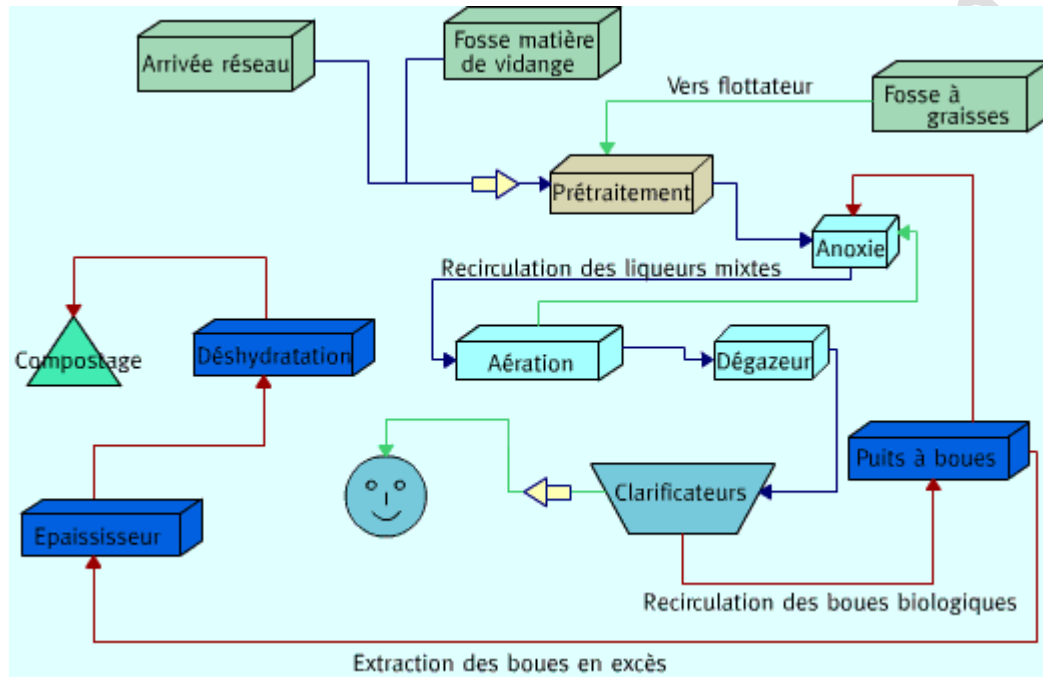 Arrivée réseau
Fosse matière
de vidange
Vers flottateur
Fosse à
graisses
Prétraitement
Anoxie
Recirculation des liqueurs mixtes
Compostage
Déshydratation
Aération
Dégazeur
Puits à boues
Clarificateurs
Epaississeur
Recirculation des boues biologiques
Extraction des boues en excès